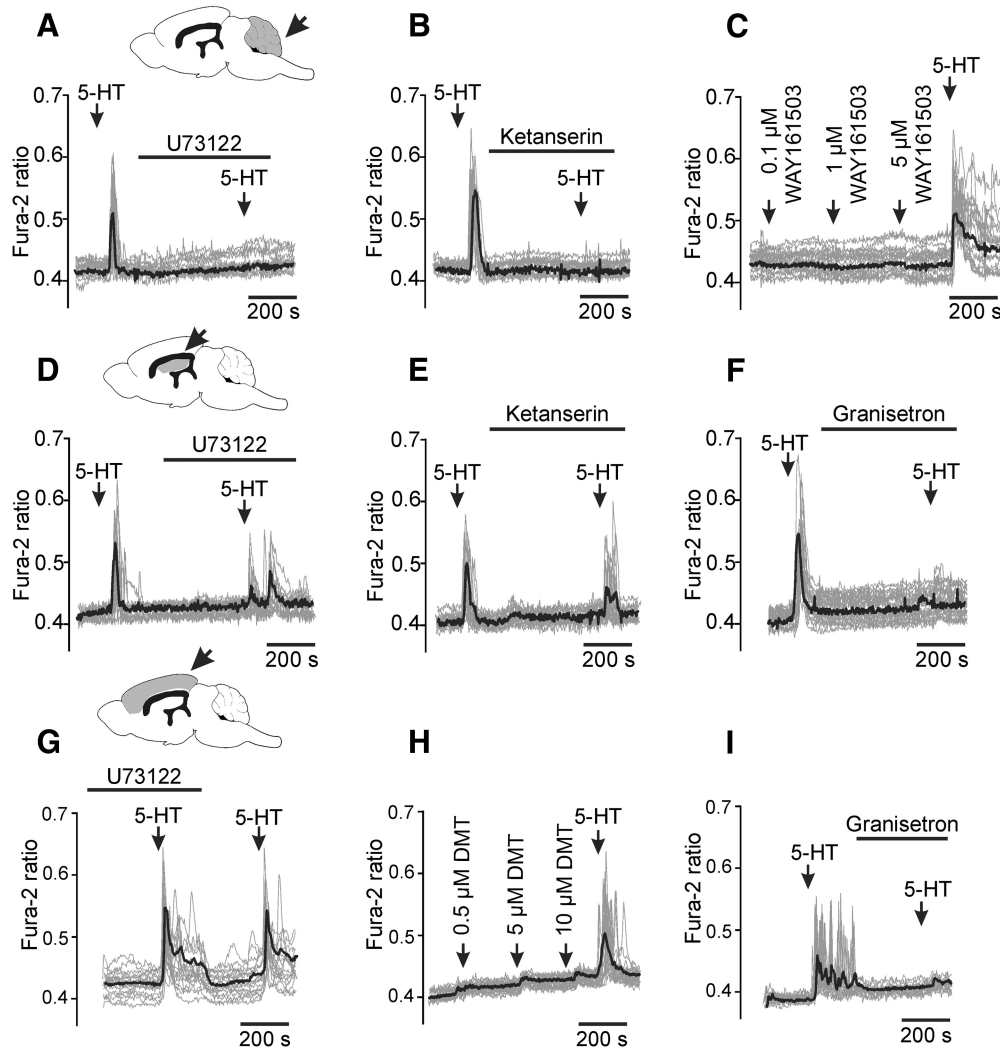 A
5-HT
U73122
5-HT
Fura-2 ratio
0.7
0.6
0.5
0.4
200 s
B
5-HT
Ketanserin
5-HT
Fura-2 ratio
0.7
0.6
0.5
0.4
200 s
C
0.1 µM
WAY161503
1 µM
WAY161503
5 µM
WAY161503
5-HT
Fura-2 ratio
0.7
0.6
0.5
0.4
200 s
D
5-HT
U73122
5-HT
Fura-2 ratio
0.7
0.6
0.5
0.4
200 s
E
Ketanserin
5-HT
5-HT
Fura-2 ratio
0.7
0.6
0.5
0.4
200 s
F
Granisetron
5-HT
5-HT
Fura-2 ratio
0.7
0.6
0.5
0.4
200 s
G
U73122
5-HT
5-HT
Fura-2 ratio
0.7
0.6
0.5
0.4
200 s
H
0.5 µM DMT
5 µM DMT
10 µM DMT
5-HT
Fura-2 ratio
0.7
0.6
0.5
0.4
200 s
I
Granisetron
5-HT
5-HT
Fura-2 ratio
0.7
0.6
0.5
0.4
200 s